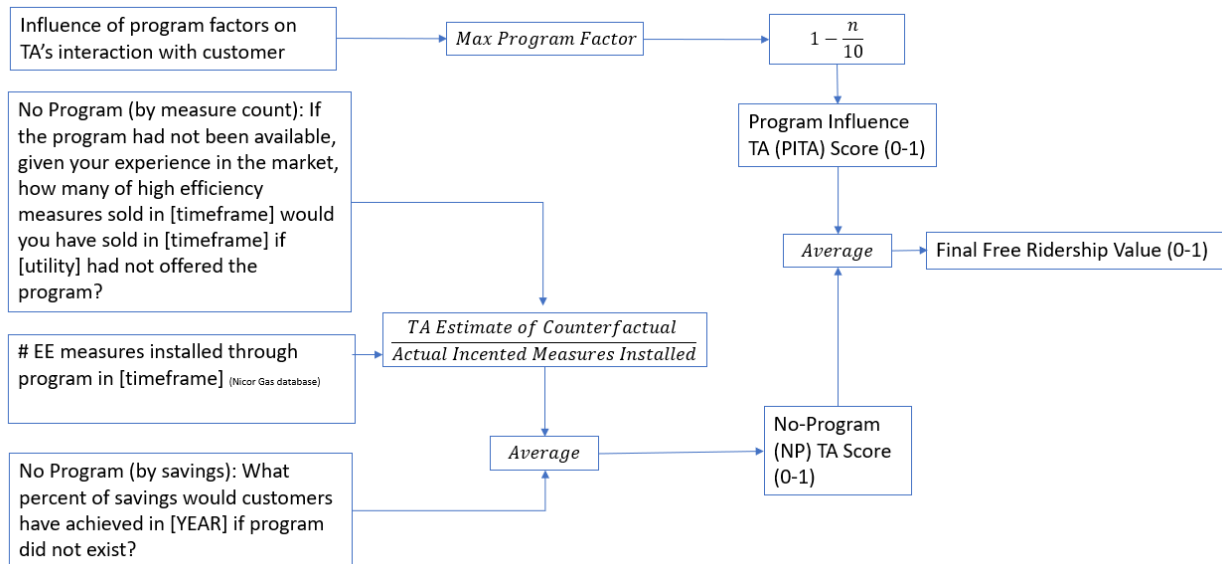 Influence of program factors on
TA's interaction with customer
Max Program Factor
1 − n/10
No Program (by measure count): If
the program had not been available,
given your experience in the market,
how many of high efficiency
measures sold in [timeframe] would
you have sold in [timeframe] if
[utility] had not offered the
program?
Program Influence
TA (PITA) Score (0-1)
Average
Final Free Ridership Value (0-1)
# EE measures installed through
program in [timeframe] (Nicor Gas database)
TA Estimate of Counterfactual
Actual Incented Measures Installed
No Program (by savings): What
percent of savings would customers
have achieved in [YEAR] if program
did not exist?
Average
No-Program
(NP) TA Score
(0-1)